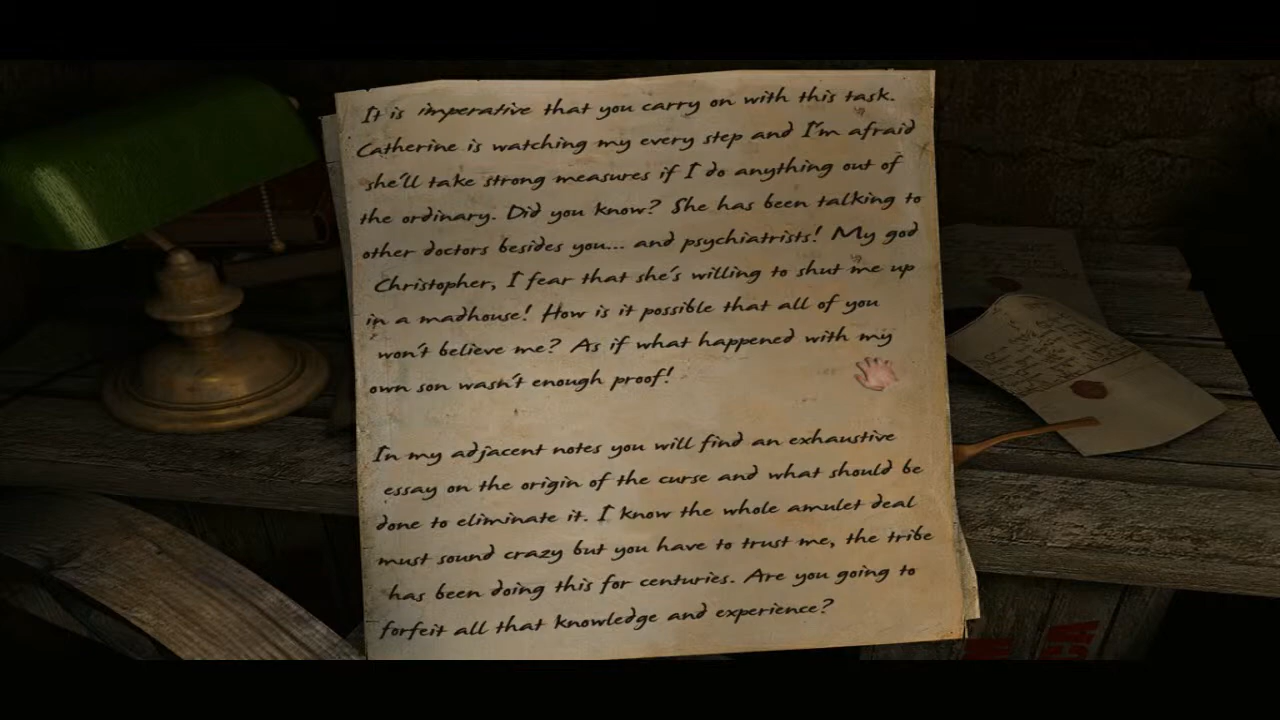 It is imperative that you carry on with this task.
Catherine is watching my every step and I'm afraid
she'll take strong measures if I do anything out of
the ordinary. Did you know? She has been talking to
other doctors besides you... and psychiatrists! My god
Christopher, I fear that she's willing to shut me up
in a madhouse! How is it possible that all of you
won't believe me? As if what happened with my
own son wasn't enough proof!
In my adjacent notes you will find an exhaustive
essay on the origin of the curse and what should be
done to eliminate it. I know the whole amulet deal
must sound crazy but you have to trust me, the tribe
has been doing this for centuries. Are you going to
forfeit all that knowledge and experience?